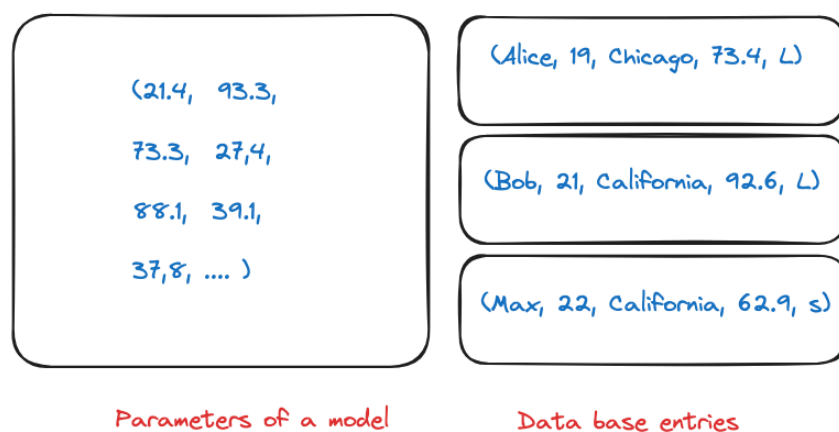 (21.4, 93.3,
73.3, 27,4,
88.1, 39.1,
37,8, .... )
Parameters of a model
(Alice, 19, Chicago, 73.4, L)
(Bob, 21, California, 92.6, L)
(Max, 22, California, 62.9, s)
Data base entries